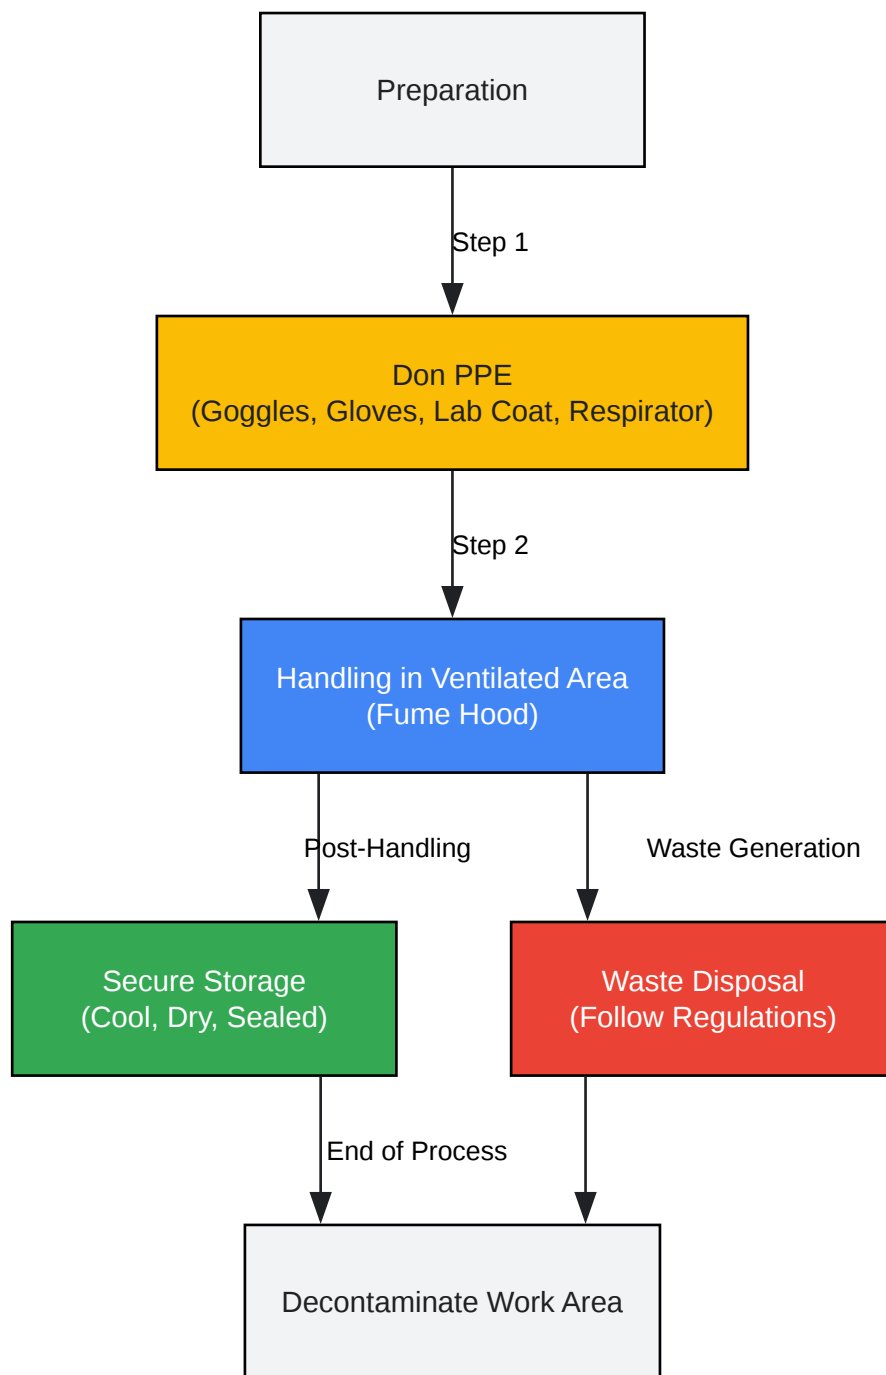 Preparation
Step 1
Don PPE
(Goggles, Gloves, Lab Coat, Respirator)
Step 2
Handling in Ventilated Area
(Fume Hood)
Post-Handling
Waste Generation
Secure Storage
(Cool, Dry, Sealed)
Waste Disposal
(Follow Regulations)
End of Process
Decontaminate Work Area